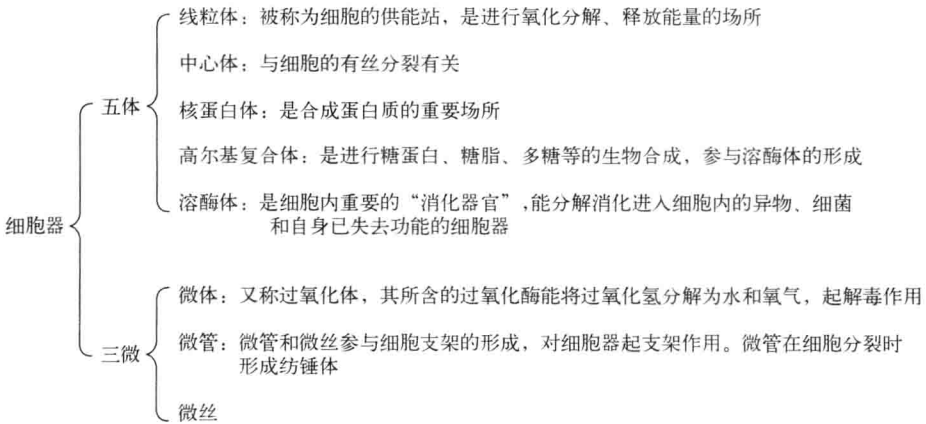 线粒体：被称为细胞的供能站，是进行氧化分解、释放能量的场所
中心体：与细胞的有丝分裂有关
五体
核蛋白体：是合成蛋白质的重要场所
高尔基复合体：是进行糖蛋白、糖脂、多糖等的生物合成，参与溶酶体的形成
溶酶体：是细胞内重要的“消化器官”,能分解消化进入细胞内的异物、细菌
和自身已失去功能的细胞器
细胞器
微体：又称过氧化体，其所含的过氧化酶能将过氧化氢分解为水和氧气，起解毒作用
三微
微管：微管和微丝参与细胞支架的形成，对细胞器起支架作用。微管在细胞分裂时
形成纺锤体
微丝